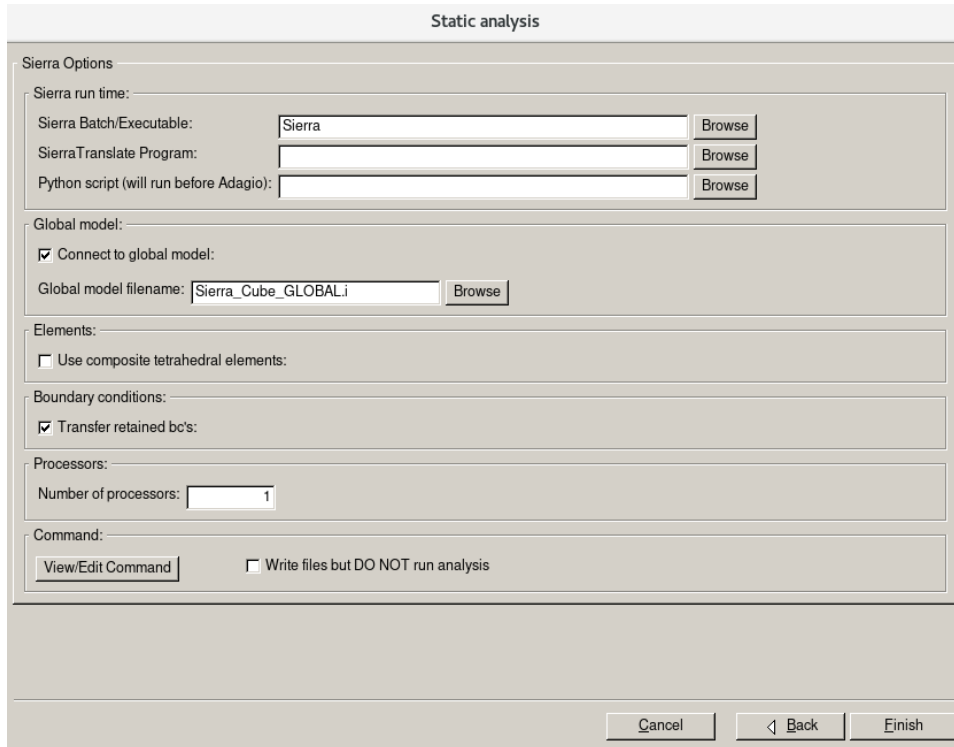 Static analysis
Sierra Options
Sierra run time:
Sierra Batch/Executable: Sierra Browse
SierraTranslate Program: Browse
Python script (will run before Adagio): Browse
Global model:
Connect to global model:
Global model filename: Sierra_Cube_GLOBAL.i Browse
Elements:
Use composite tetrahedral elements:
Boundary conditions:
Transfer retained bc's:
Processors:
Number of processors: 1
Command:
View/Edit Command Write files but DO NOT run analysis
Cancel Back Finish